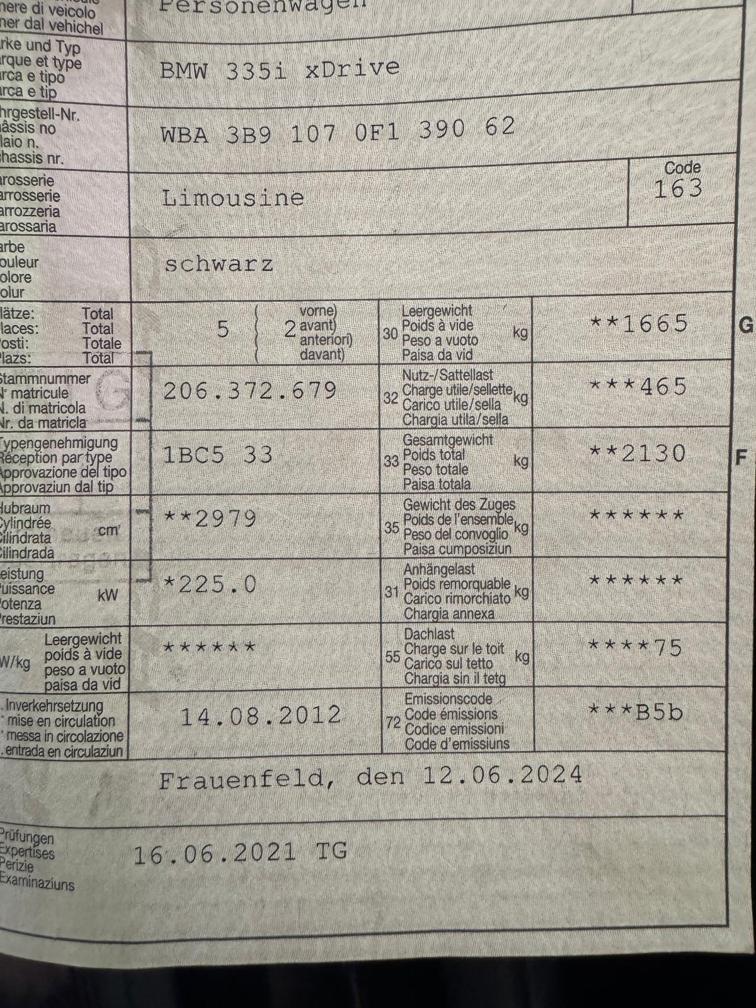 nere di veicolo
ner dal vehichel
Personenwagen
rke und Typ
rque et type
rca e tipo
rca e tip
BMW 335i xDrive
hrgestell-Nr.
hâssis no
laio n.
hassis nr.
WBA 3B9 107 0F1 390 62
arosserie
arrosserie
arrozzeria
arossaria
Limousine
Code
163
arbe
ouleur
olore
olur
schwarz
lätze: Total
laces: Total
osti: Totale
lazs: Total
5
2
vorne)
avant)
anteriori)
davant)
30
Leergewicht
Poids à vide
Peso a vuoto
Paisa da vid
kg
**1665
G
Stammnummer
N° matricule
N. di matricola
Nr. da matricla
G
206.372.679
32
Nutz-/Sattellast
Charge utile/sellette
Carico utile/sella
Chargia utila/sella
kg
***465
Typengenehmigung
Réception par type
Approvazione del tipo
Approvaziun dal tip
1BC5 33
33
Gesamtgewicht
Poids total
Peso totale
Paisa totala
kg
**2130
F
Hubraum
Cylindrée
Cilindrata
Cilindrada
cm³
**2979
35
Gewicht des Zuges
Poids de l'ensemble
Peso del convoglio
Paisa cumposiziun
kg
******
eistung
uissance
otenza
restaziun
kW
*225.0
31
Anhängelast
Poids remorquable
Carico rimorchiato
Chargia annexa
kg
******
W/kg
Leergewicht
poids à vide
peso a vuoto
paisa da vid
******
55
Dachlast
Charge sur le toit
Carico sul tetto
Chargia sin il tetg
kg
****75
. Inverkehrsetzung
mise en circulation
messa in circolazione
. entrada en circulaziun
14.08.2012
72
Emissionscode
Code émissions
Codice emissioni
Code d'emissiuns
***B5b
Frauenfeld, den 12.06.2024
Prüfungen
Expertises
Perizie
Examinaziuns
16.06.2021 TG